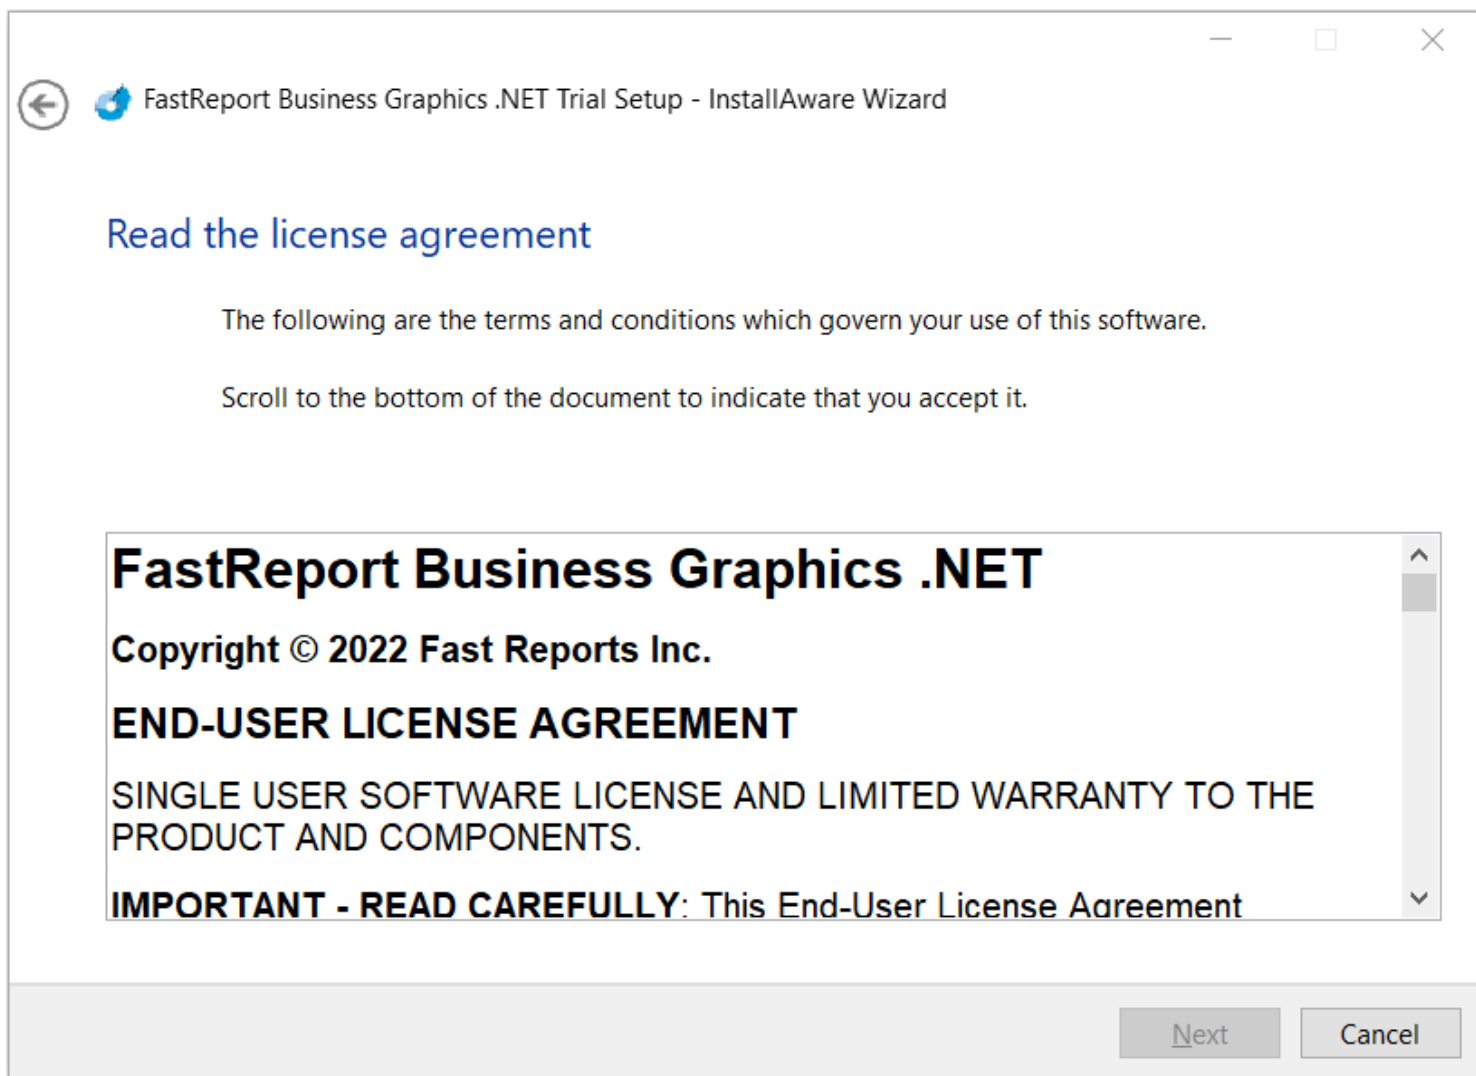 FastReport Business Graphics .NET Trial Setup - InstallAware Wizard
Read the license agreement
The following are the terms and conditions which govern your use of this software.
Scroll to the bottom of the document to indicate that you accept it.
FastReport Business Graphics .NET
Copyright © 2022 Fast Reports Inc.
END-USER LICENSE AGREEMENT
SINGLE USER SOFTWARE LICENSE AND LIMITED WARRANTY TO THE
PRODUCT AND COMPONENTS.
IMPORTANT - READ CAREFULLY: This End-User License Agreement
Next
Cancel